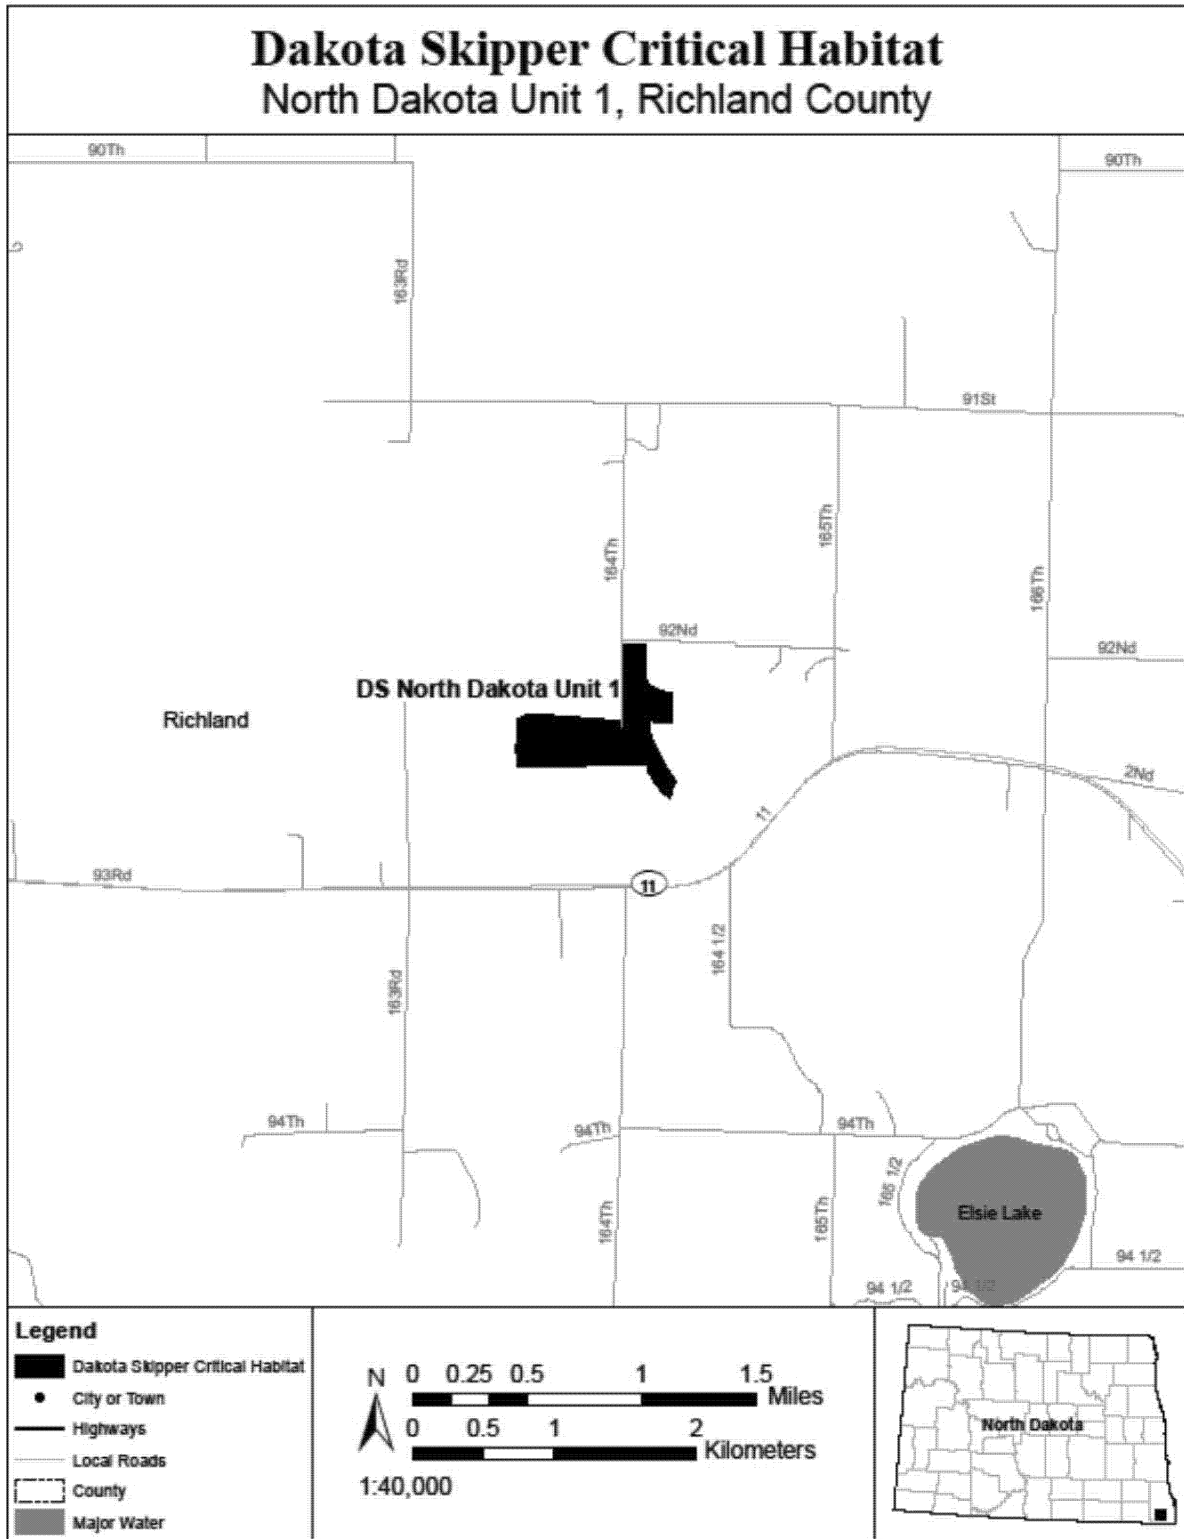 Dakota Skipper Critical Habitat
North Dakota Unit 1, Richland County
90Th
90Th
163Rd
91St
164Th
165Th
166Th
92Nd
92Nd
DS North Dakota Unit 1
Richland
2Nd
11
93Rd
11
164 1/2
163Rd
94Th
94Th
94Th
165 1/2
164Th
165Th
Elsie Lake
94 1/2
94 1/2
94 1/2
Legend
Dakota Skipper Critical Habitat
City or Town
Highways
Local Roads
County
Major Water
N
0 0.25 0.5 1 1.5
Miles
0 0.5 1 2
Kilometers
1:40,000
North Dakota